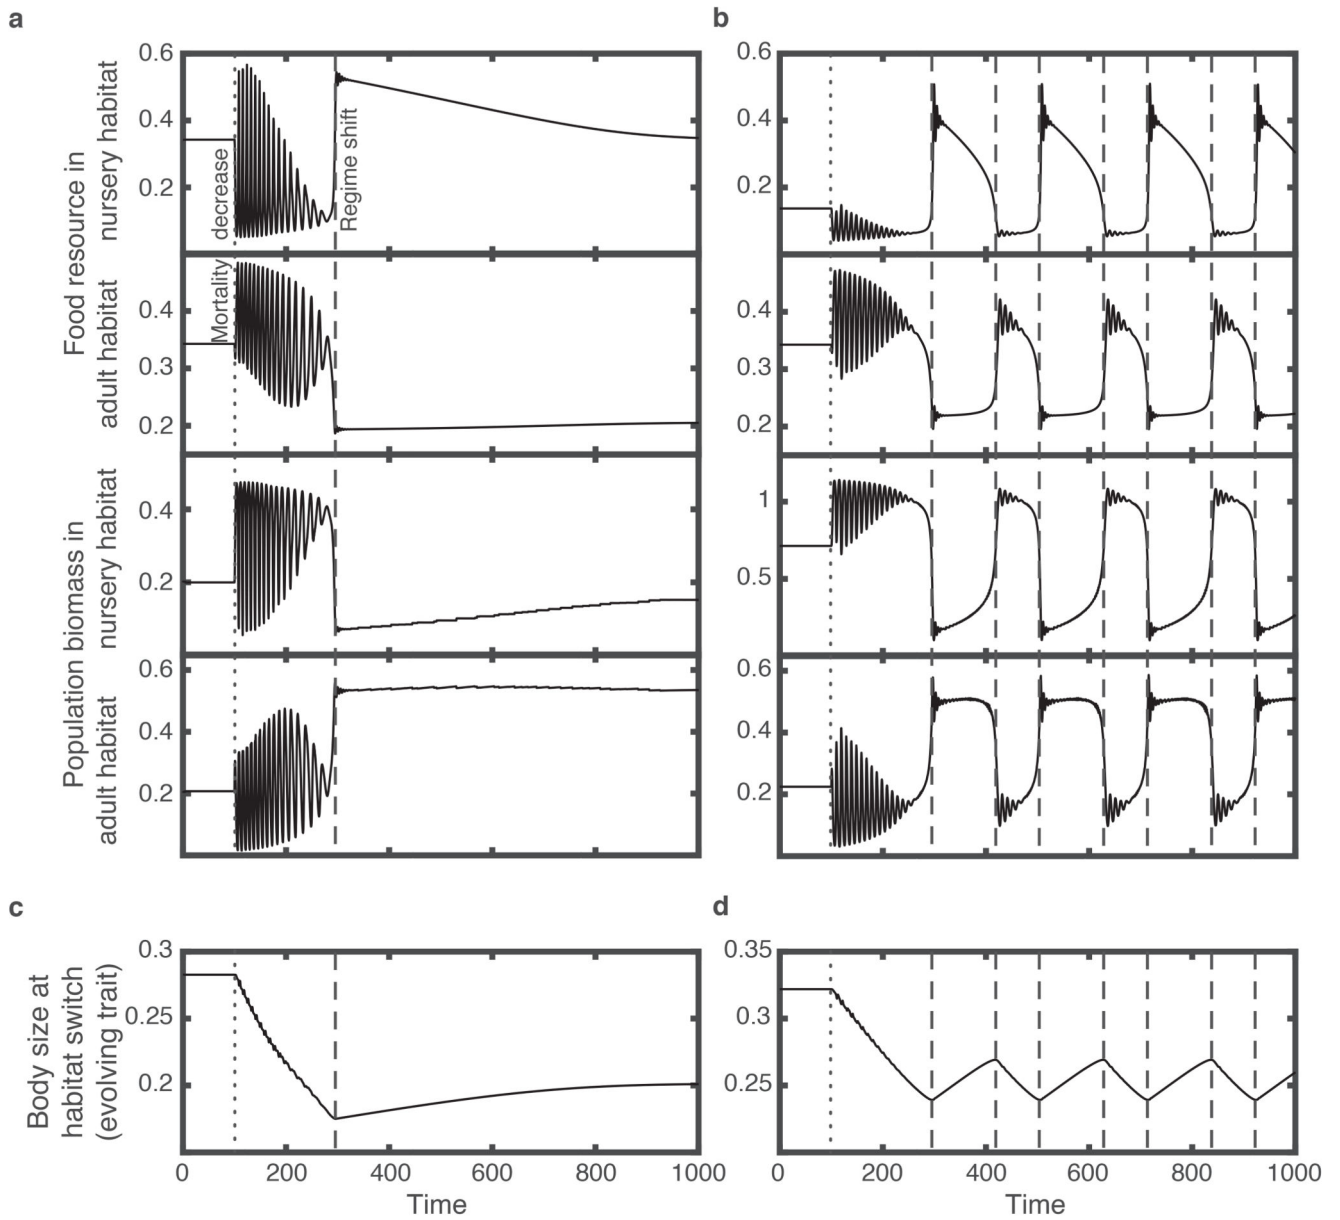 a
b
Food resource in
nursery habitat
adult habitat
0.6
0.4
0.2
decrease
Regime shift
0.6
0.4
0.2
0.4
0.3
0.2
Mortality
0.4
0.3
0.2
Population biomass in
nursery habitat
adult habitat
0.4
0.2
1
0.5
0.6
0.4
0.2
0.6
0.4
0.2
c
d
Body size at
habitat switch
(evolving trait)
0.3
0.25
0.2
0 200 400 600 800 1000
Time
0.35
0.3
0.25
0 200 400 600 800 1000
Time